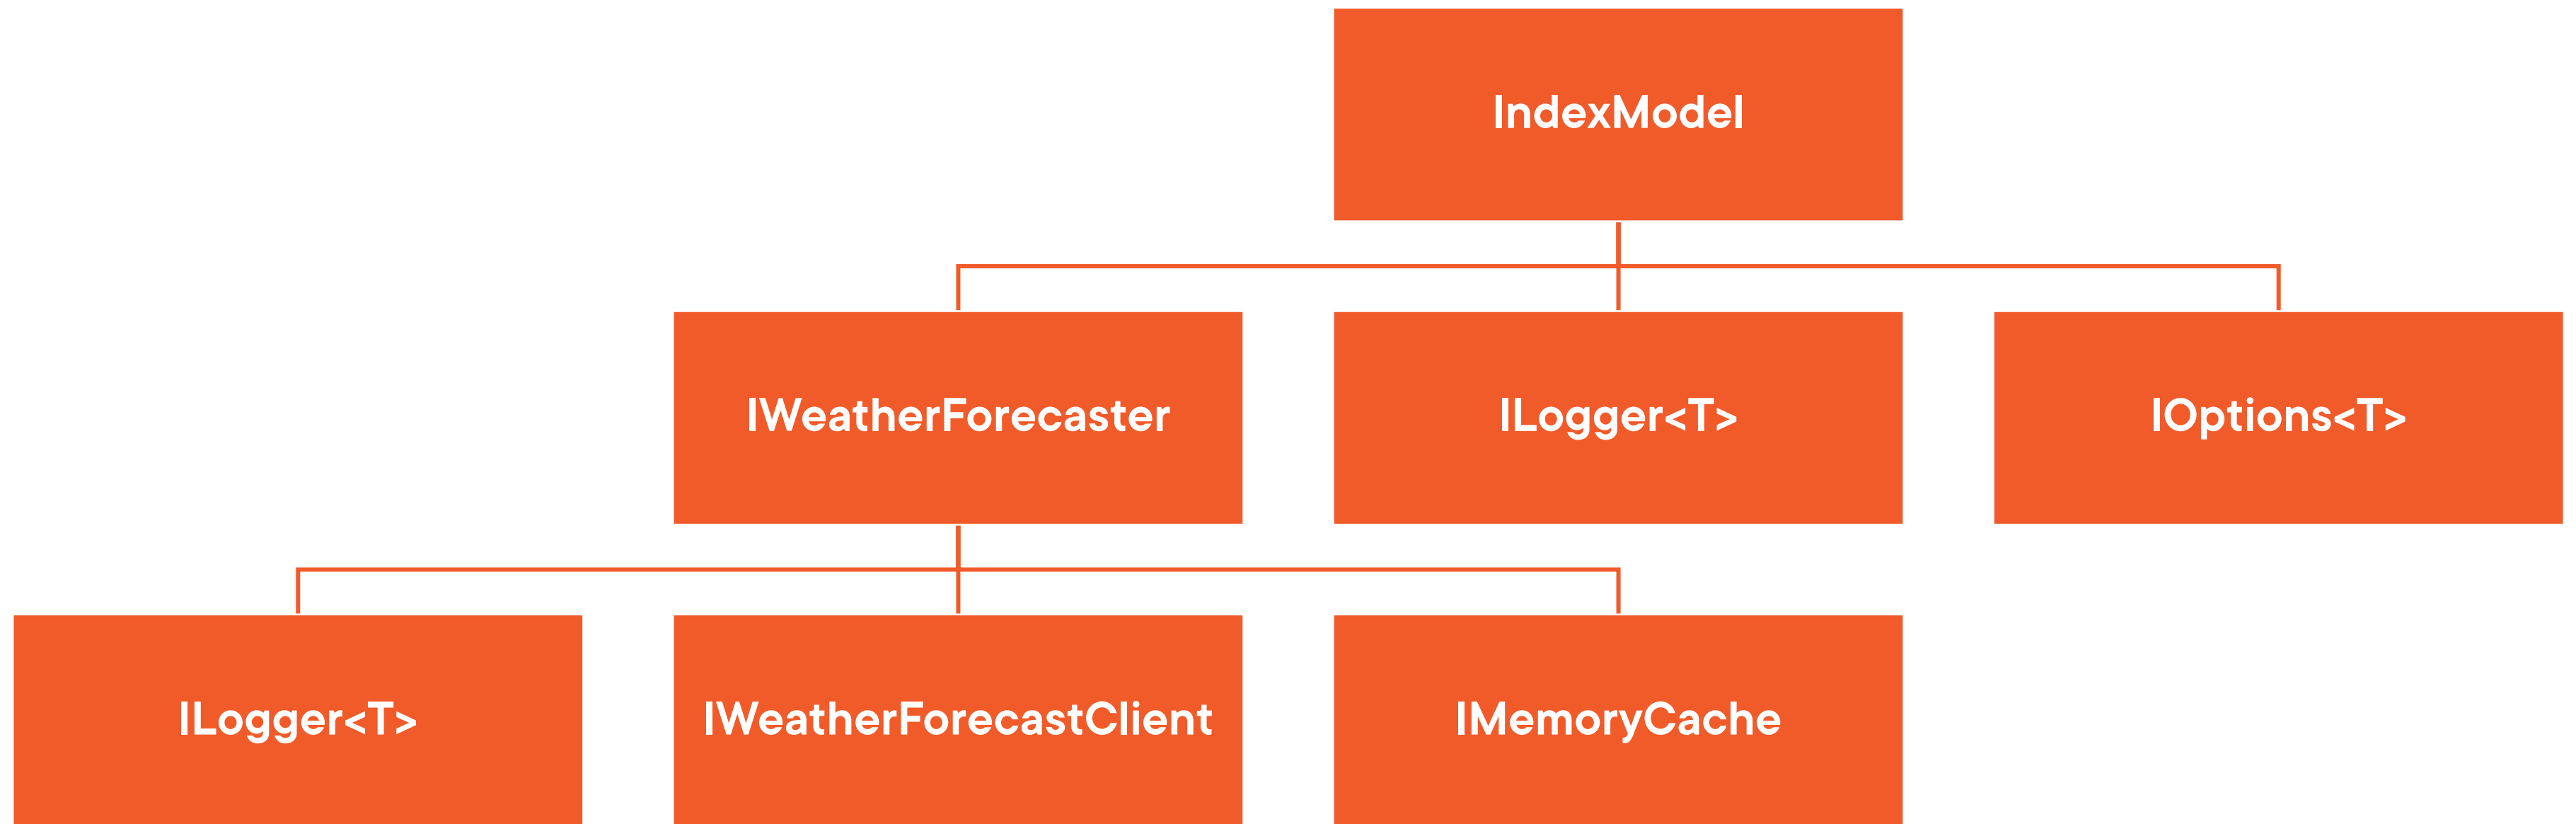 IndexModel
IWeatherForecaster
ILogger<T>
IOptions<T>
ILogger<T>
IWeatherForecastClient
IMemoryCache